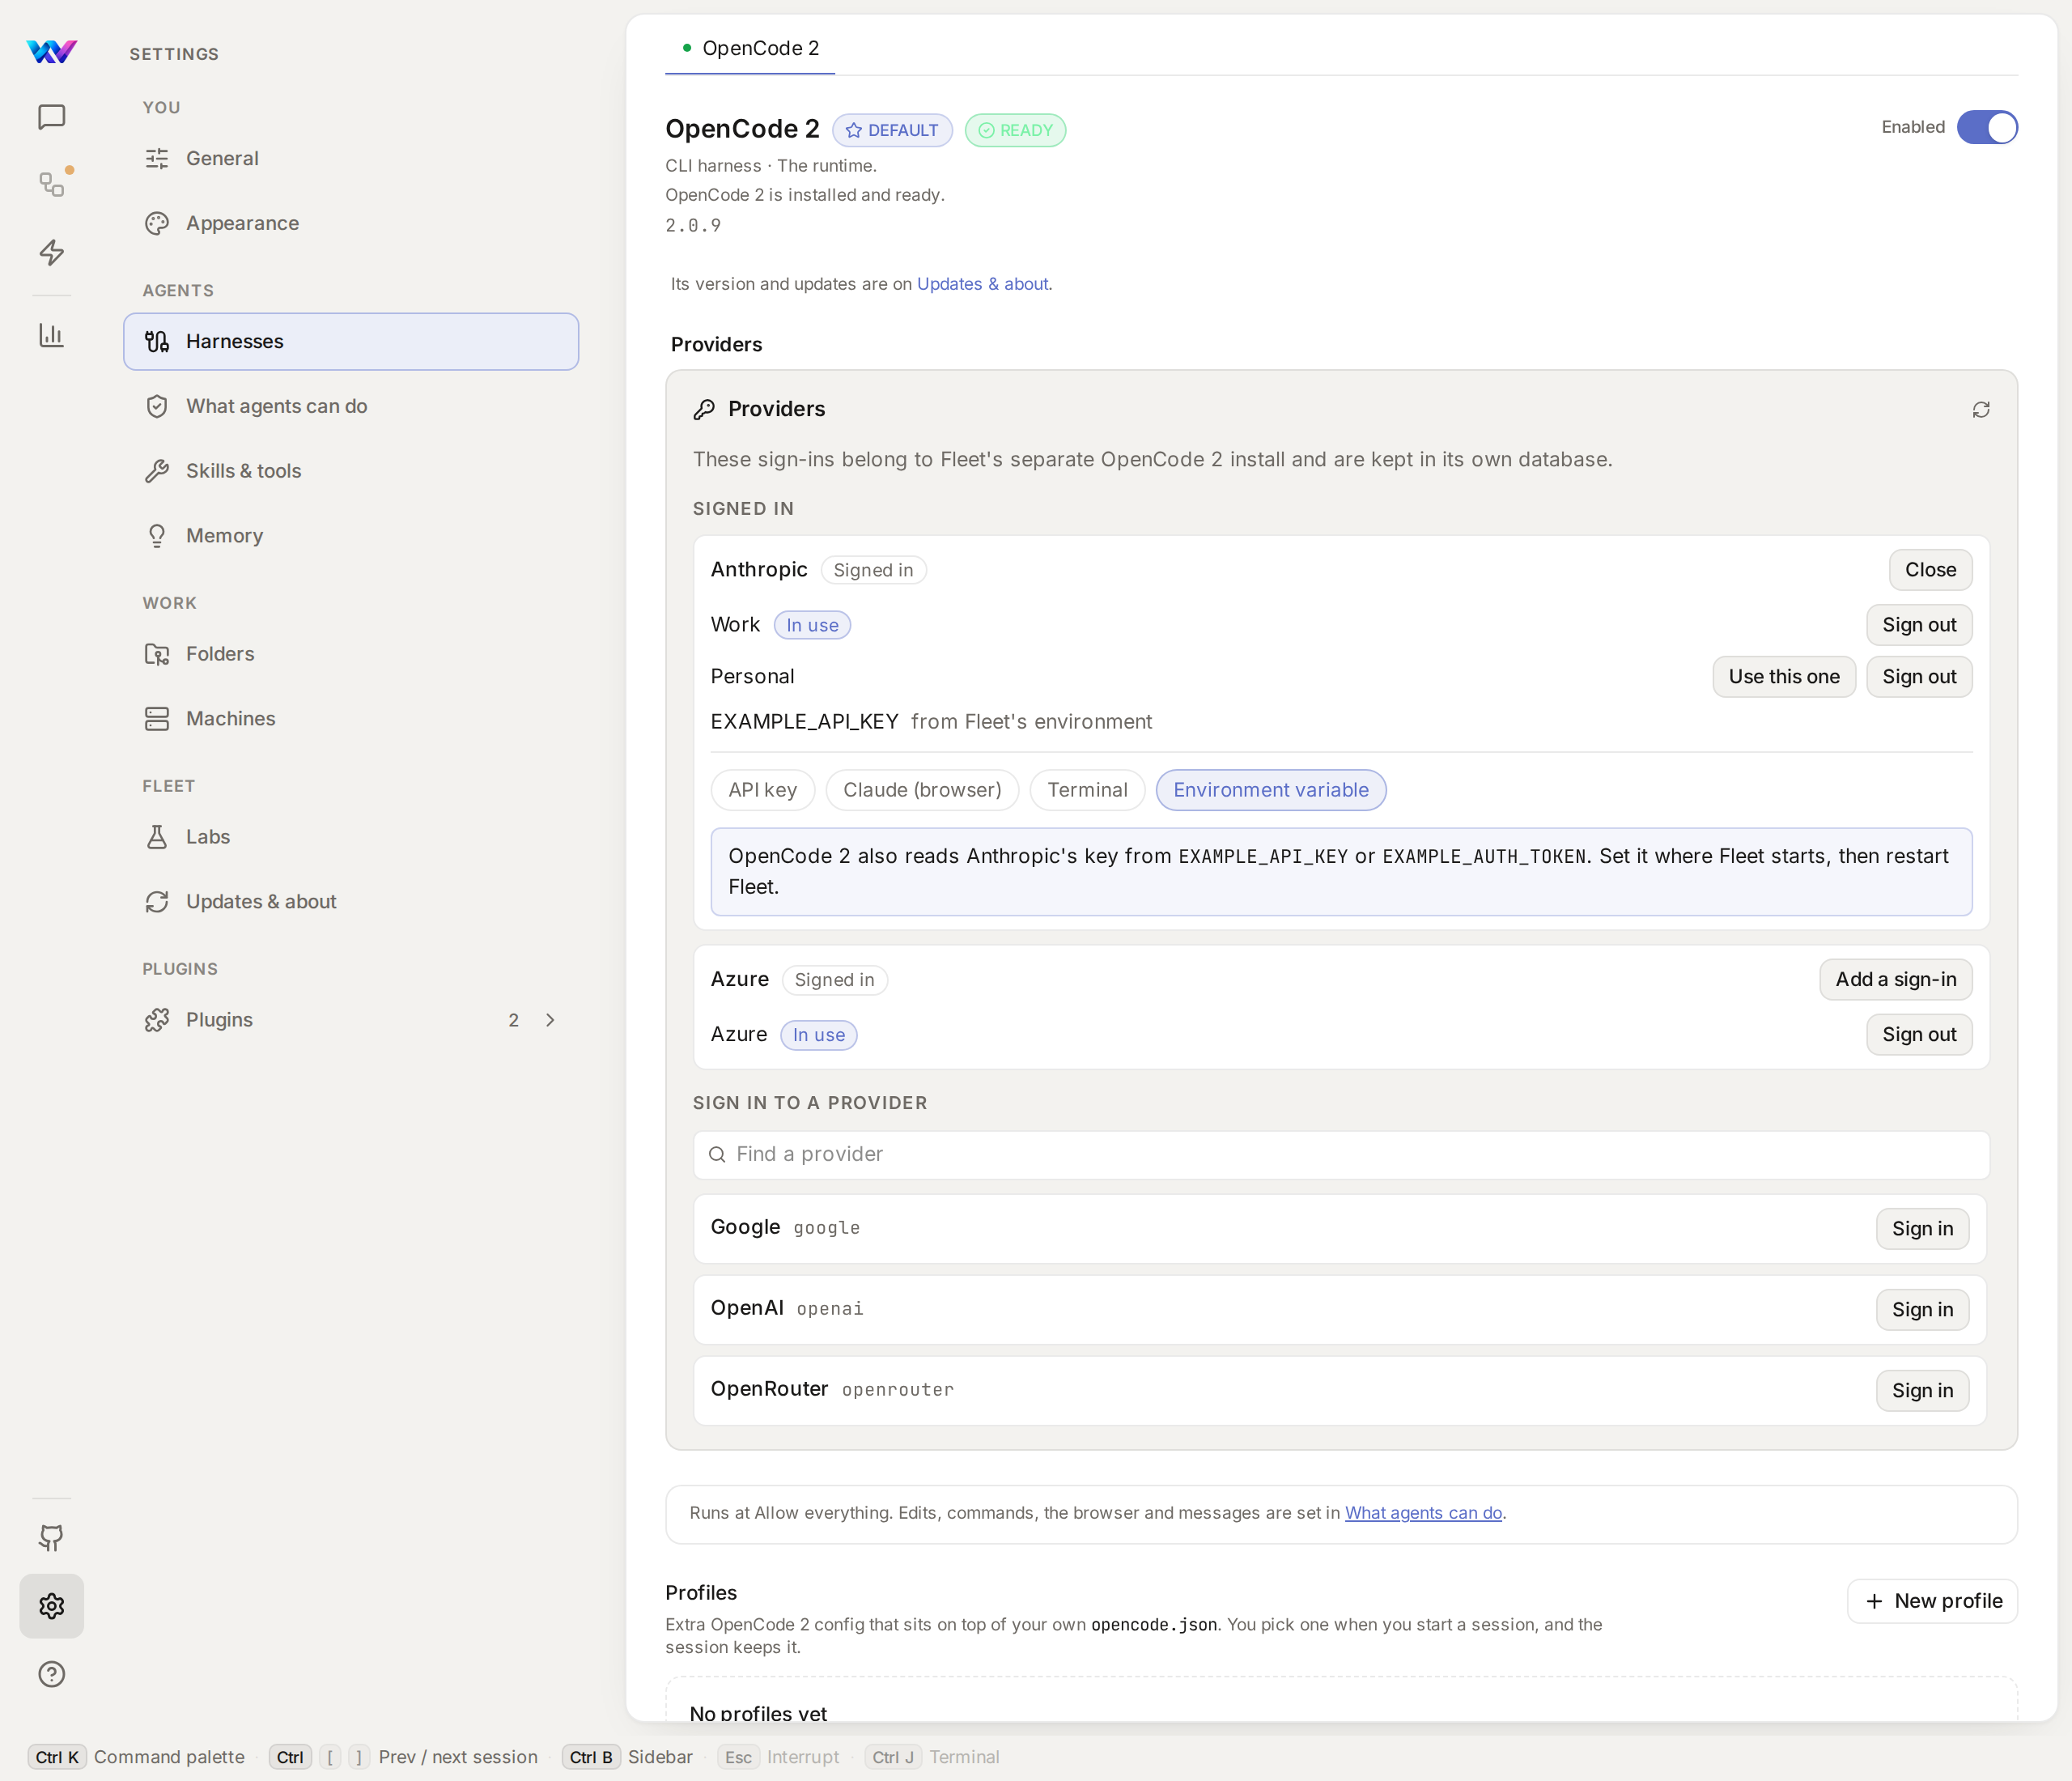 SETTINGS
YOU
General
Appearance
AGENTS
Harnesses
What agents can do
Skills & tools
Memory
WORK
Folders
Machines
FLEET
Labs
Updates & about
PLUGINS
Plugins 2
OpenCode 2
OpenCode 2 DEFAULT READY Enabled
CLI harness · The runtime.
OpenCode 2 is installed and ready.
2.0.9
Its version and updates are on Updates & about.
Providers
Providers
These sign-ins belong to Fleet's separate OpenCode 2 install and are kept in its own database.
SIGNED IN
Anthropic Signed in Close
Work In use Sign out
Personal Use this one Sign out
EXAMPLE_API_KEY from Fleet's environment
API key Claude (browser) Terminal Environment variable
OpenCode 2 also reads Anthropic's key from EXAMPLE_API_KEY or EXAMPLE_AUTH_TOKEN. Set it where Fleet starts, then restart
Fleet.
Azure Signed in Add a sign-in
Azure In use Sign out
SIGN IN TO A PROVIDER
Find a provider
Google google Sign in
OpenAI openai Sign in
OpenRouter openrouter Sign in
Runs at Allow everything. Edits, commands, the browser and messages are set in What agents can do.
Profiles New profile
Extra OpenCode 2 config that sits on top of your own opencode.json. You pick one when you start a session, and the
session keeps it.
No profiles yet
Ctrl K Command palette · Ctrl [ ] Prev / next session · Ctrl B Sidebar · Esc Interrupt · Ctrl J Terminal